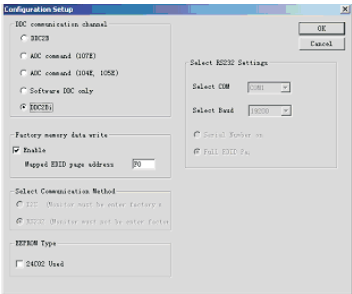 Configuration Setup
DDC communication channel
DDC2B
AOC command (107E)
AOC command (104E, 105E)
Software DDC only
DDC2Bi
OK
Cancel
Select RS232 Settings
Select COM
COM1
Select Baud
19200
Serial Number on
Full EDID Fa
Factory memory data write
Enable
Mapped EDID page address
F0
Select Communication Method
I2C (Monitor must be enter factory m
RS232 (Monitor must not be enter factor
EEPROM Type
24C02 Used